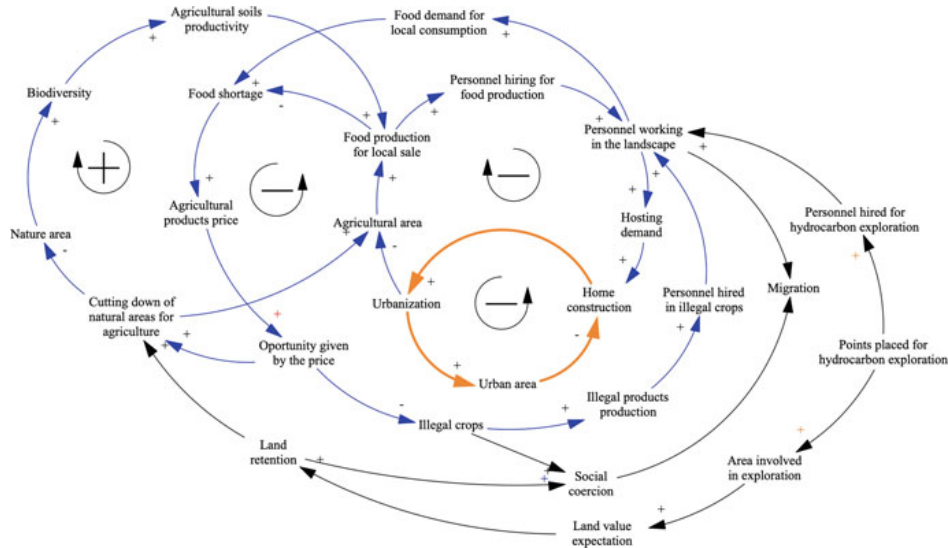 Agricultural soils
productivity
Food demand for
local consumption
Biodiversity
Food shortage
Personnel hiring for
food production
Food production
for local sale
Personnel working
in the landscape
Agricultural
products price
Agricultural area
Hosting
demand
Personnel hired for
hydrocarbon exploration
Nature area
Cutting down of
natural areas for
agriculture
Urbanization
Home
construction
Personnel hired
in illegal crops
Migration
Oportunity given
by the price
Points placed for
hydrocarbon exploration
Urban area
Illegal products
production
Illegal crops
Land
retention
Social
coercion
Area involved
in exploration
Land value
expectation